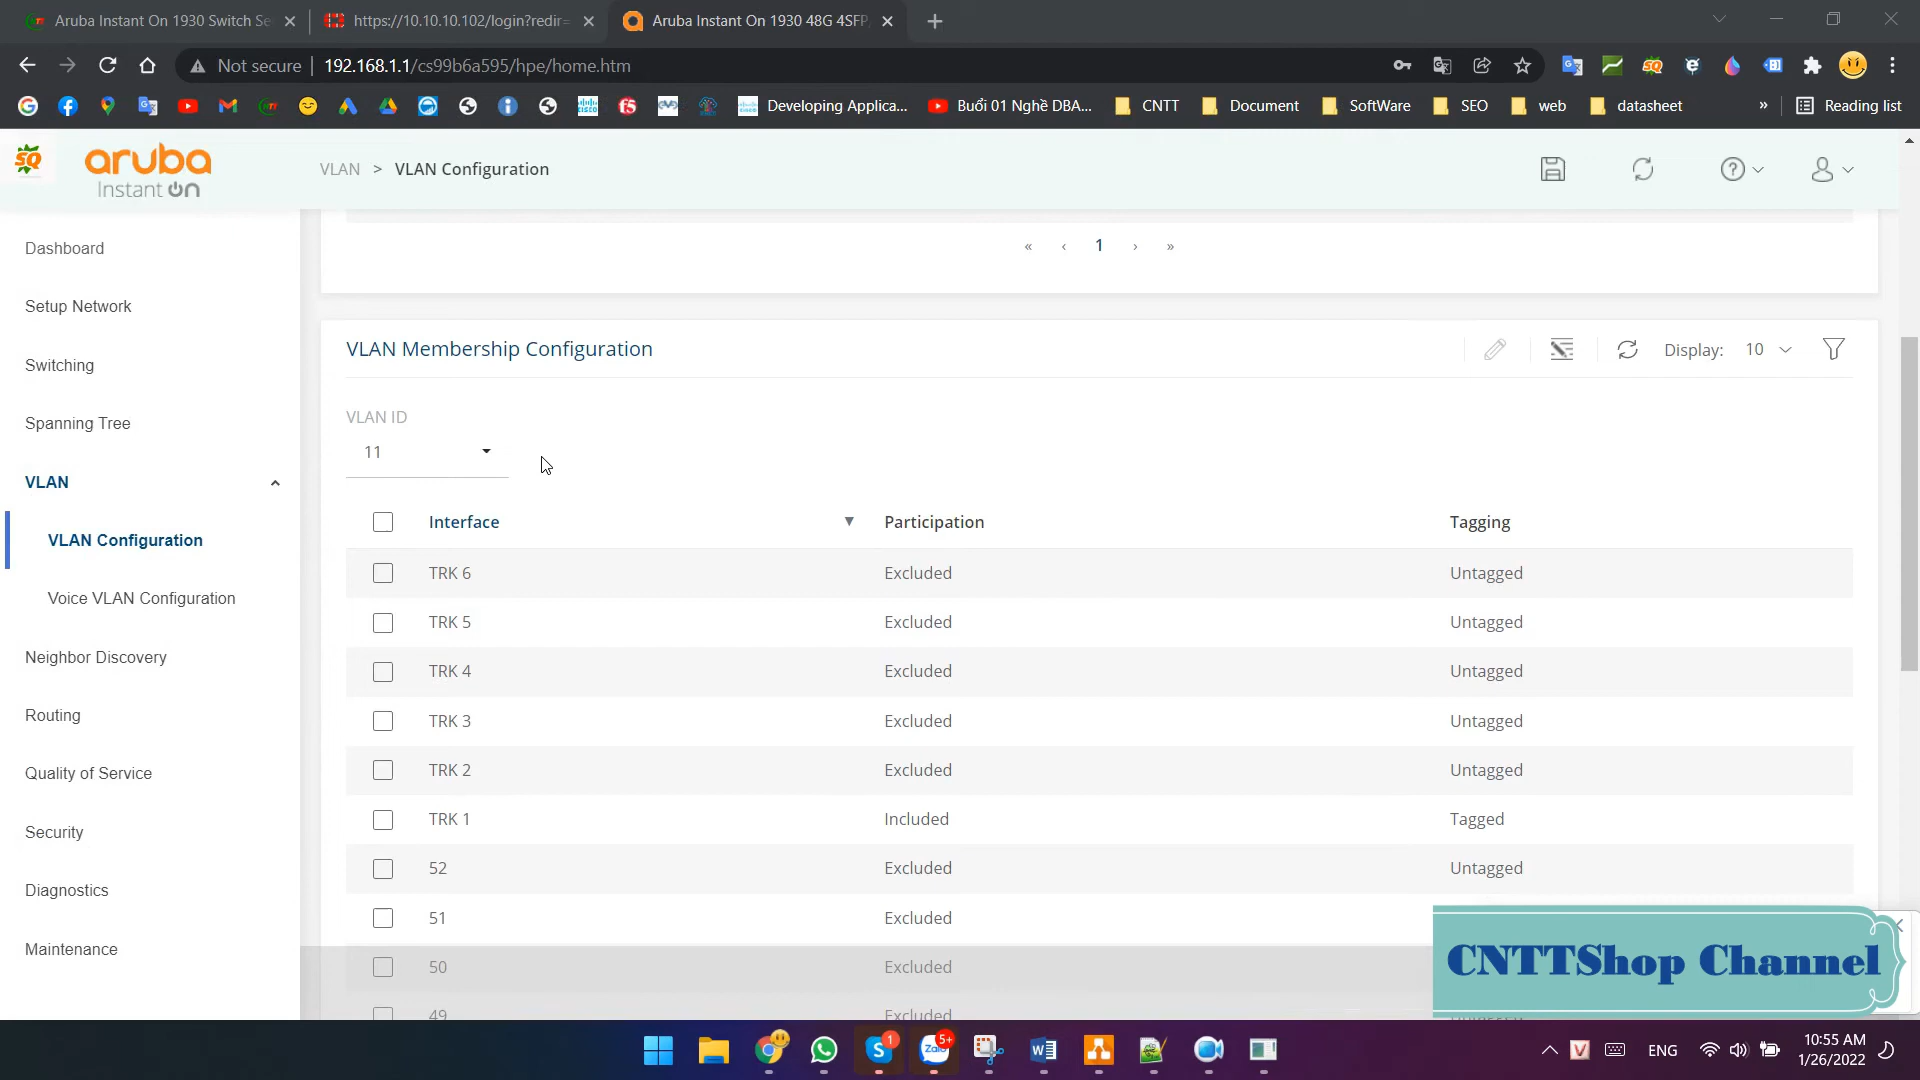 Aruba Instant On 1930 Switch Se
https://10.10.10.102/login?redir=
Aruba Instant On 1930 48G 4SFP
Not secure | 192.168.1.1/cs99b6a595/hpe/home.htm
Developing Applica...
Buổi 01 Nghề DBA...
CNTT
Document
SoftWare
SEO
web
datasheet
»
Reading list
SQ
aruba
Instant On
VLAN > VLAN Configuration
Dashboard
Setup Network
Switching
Spanning Tree
VLAN
VLAN Configuration
Voice VLAN Configuration
Neighbor Discovery
Routing
Quality of Service
Security
Diagnostics
Maintenance
« ‹ 1 › »
VLAN Membership Configuration
Display: 10
VLAN ID
11
Interface Participation Tagging
TRK 6 Excluded Untagged
TRK 5 Excluded Untagged
TRK 4 Excluded Untagged
TRK 3 Excluded Untagged
TRK 2 Excluded Untagged
TRK 1 Included Tagged
52 Excluded Untagged
51 Excluded
50 Excluded
49 Excluded
CNTTShop Channel
1
Zalo
5+
V
ENG
10:55 AM
1/26/2022